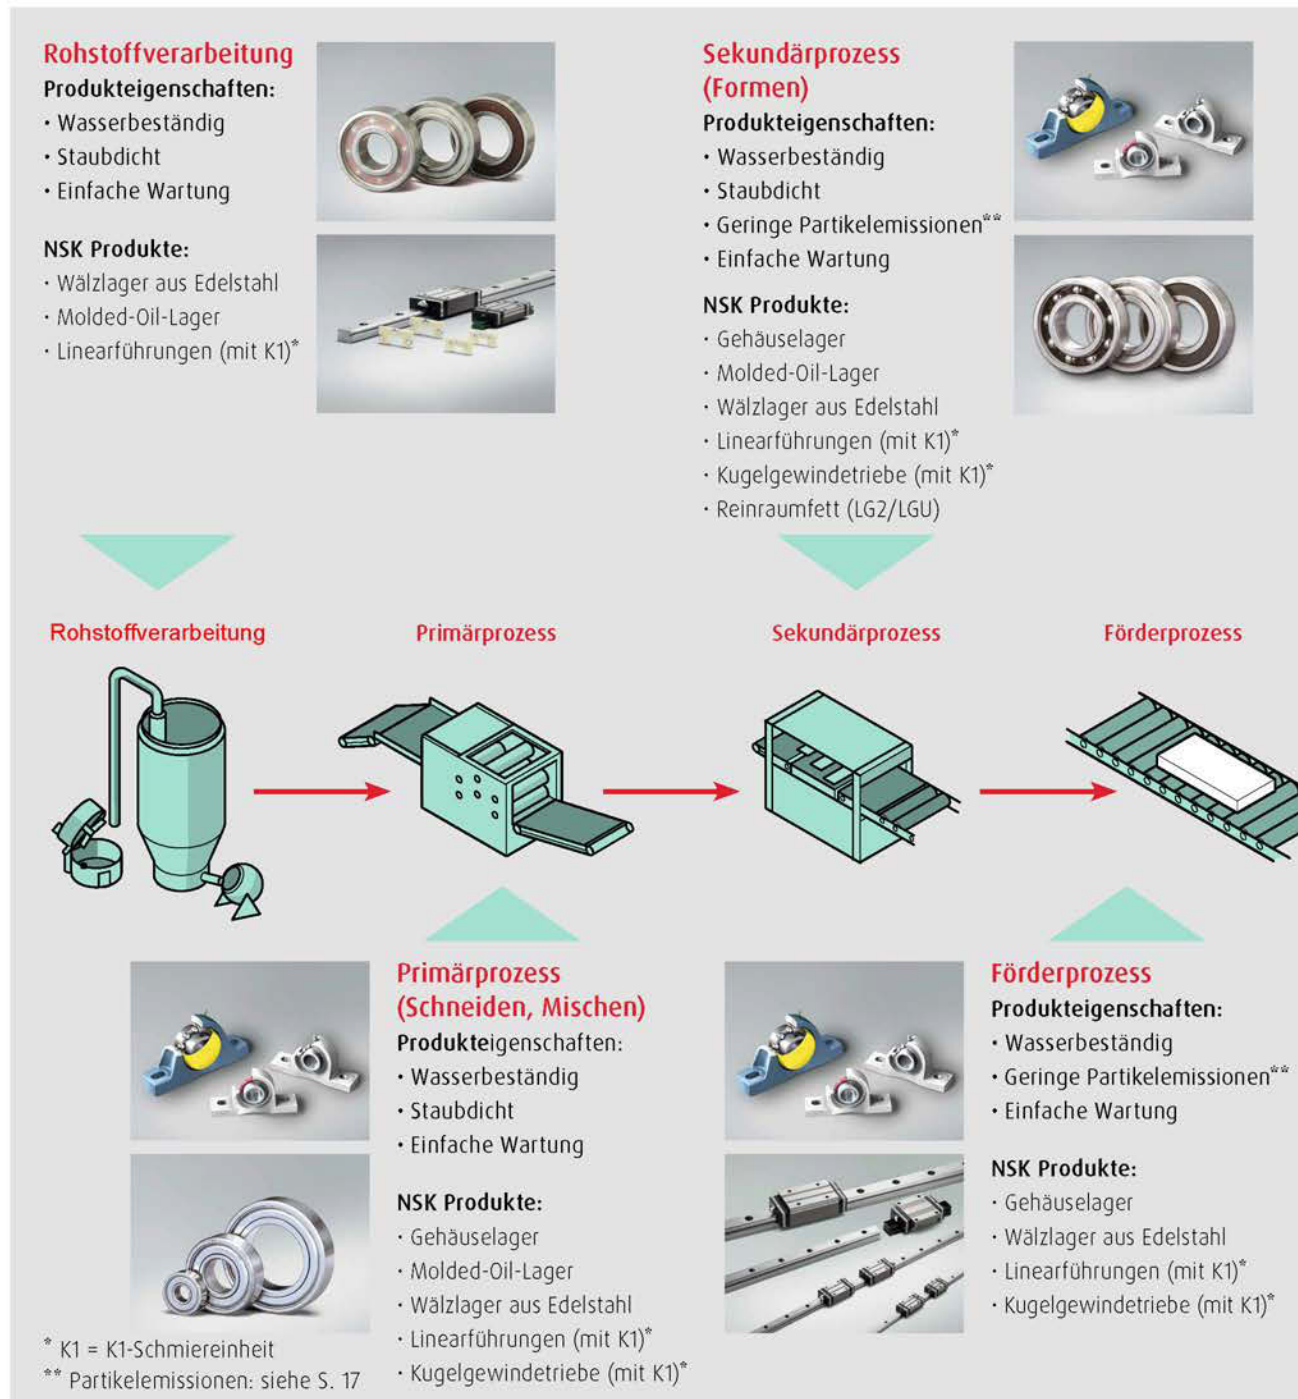 Rohstoffverarbeitung
Produkteigenschaften:
· Wasserbeständig
· Staubdicht
· Einfache Wartung
NSK Produkte:
· Wälzlager aus Edelstahl
· Molded-Oil-Lager
· Linearführungen (mit K1)*
Sekundärprozess
(Formen)
Produkteigenschaften:
· Wasserbeständig
· Staubdicht
· Geringe Partikelemissionen**
· Einfache Wartung
NSK Produkte:
· Gehäuselager
· Molded-Oil-Lager
· Wälzlager aus Edelstahl
· Linearführungen (mit K1)*
· Kugelgewindetriebe (mit K1)*
· Reinraumfett (LG2/LGU)
Rohstoffverarbeitung
Primärprozess
Sekundärprozess
Förderprozess
Primärprozess
(Schneiden, Mischen)
Produkteigenschaften:
· Wasserbeständig
· Staubdicht
· Einfache Wartung
NSK Produkte:
· Gehäuselager
· Molded-Oil-Lager
· Wälzlager aus Edelstahl
· Linearführungen (mit K1)*
· Kugelgewindetriebe (mit K1)*
Förderprozess
Produkteigenschaften:
· Wasserbeständig
· Geringe Partikelemissionen**
· Einfache Wartung
NSK Produkte:
· Gehäuselager
· Wälzlager aus Edelstahl
· Linearführungen (mit K1)*
· Kugelgewindetriebe (mit K1)*
* K1 = K1-Schmiereinheit
** Partikelemissionen: siehe S. 17